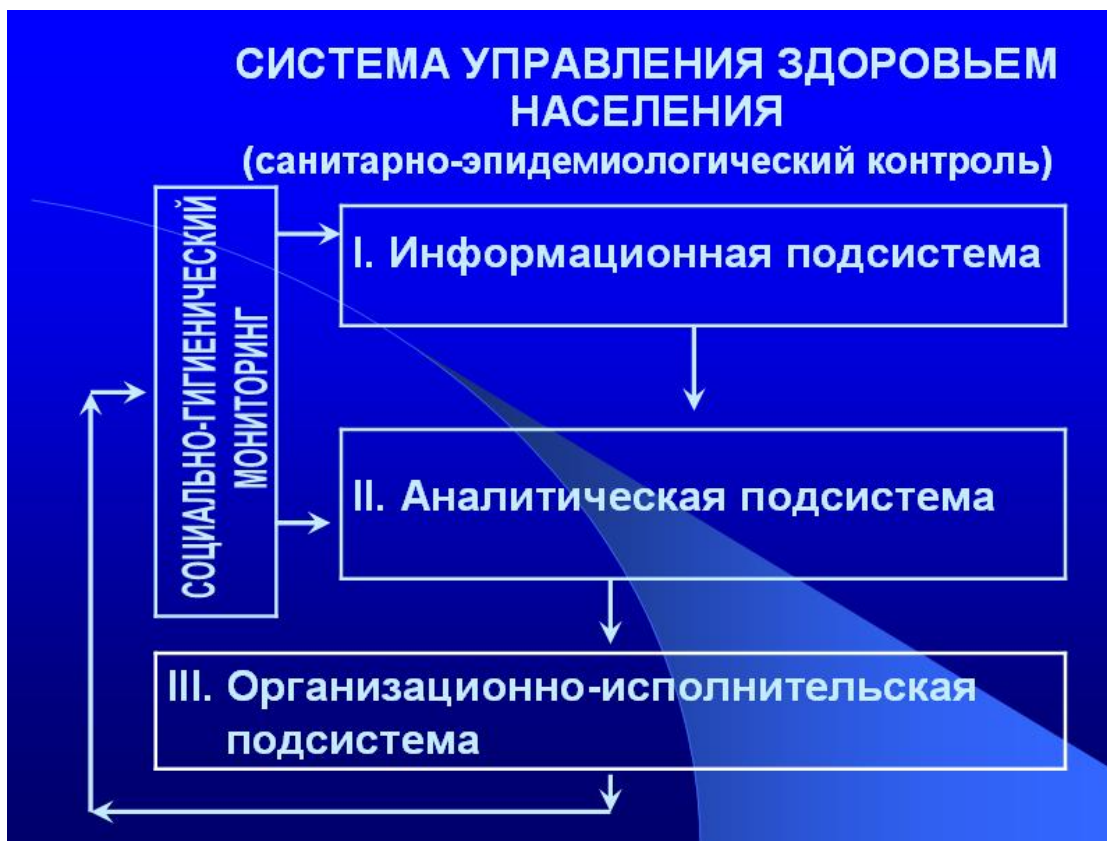 СИСТЕМА УПРАВЛЕНИЯ ЗДОРОВЬЕМ
НАСЕЛЕНИЯ
(санитарно-эпидемиологический контроль)
СОЦИАЛЬНО-ГИГИЕНИЧЕСКИЙ
МОНИТОРИНГ
I. Информационная подсистема
II. Аналитическая подсистема
III. Организационно-исполнительская
подсистема